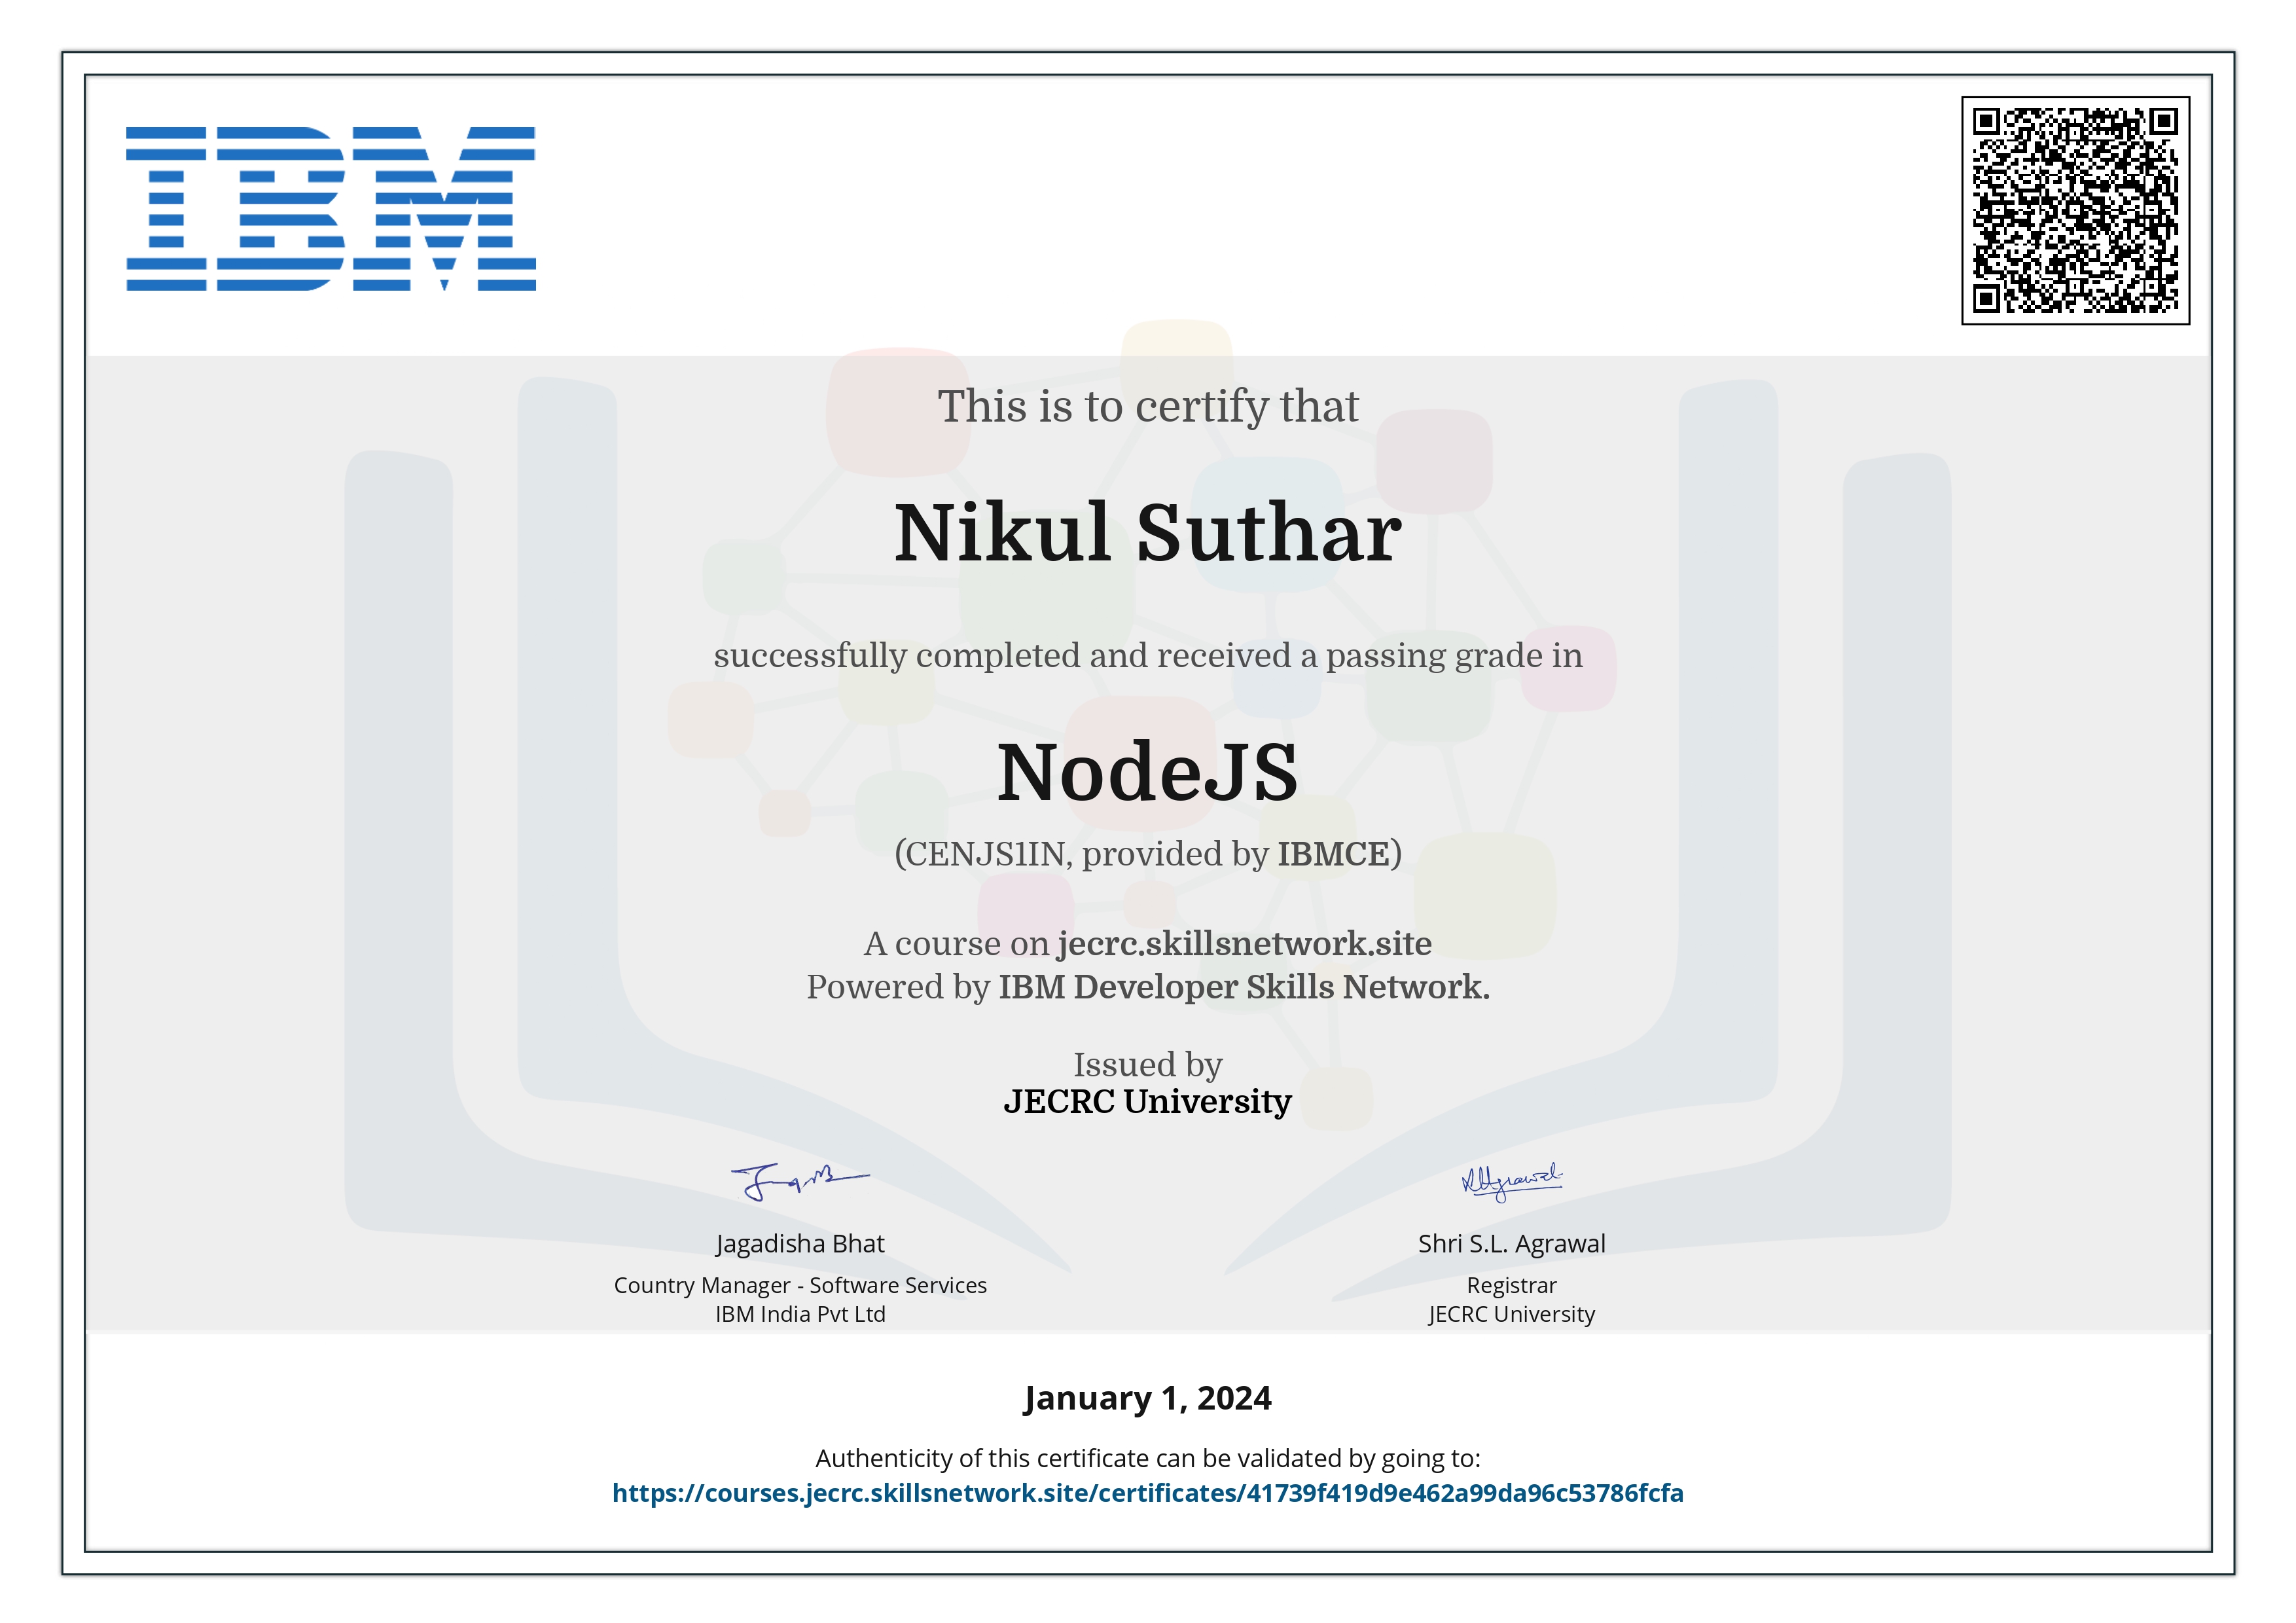 IBM
This is to certify that
Nikul Suthar
successfully completed and received a passing grade in
NodeJS
(CENJS1IN, provided by IBMCE)
A course on jecrc.skillsnetwork.site
Powered by IBM Developer Skills Network.
Issued by
JECRC University
Jagadisha Bhat
Country Manager - Software Services
IBM India Pvt Ltd
Shri S.L. Agrawal
Registrar
JECRC University
January 1, 2024
Authenticity of this certificate can be validated by going to:
https://courses.jecrc.skillsnetwork.site/certificates/41739f419d9e462a99da96c53786fcfa